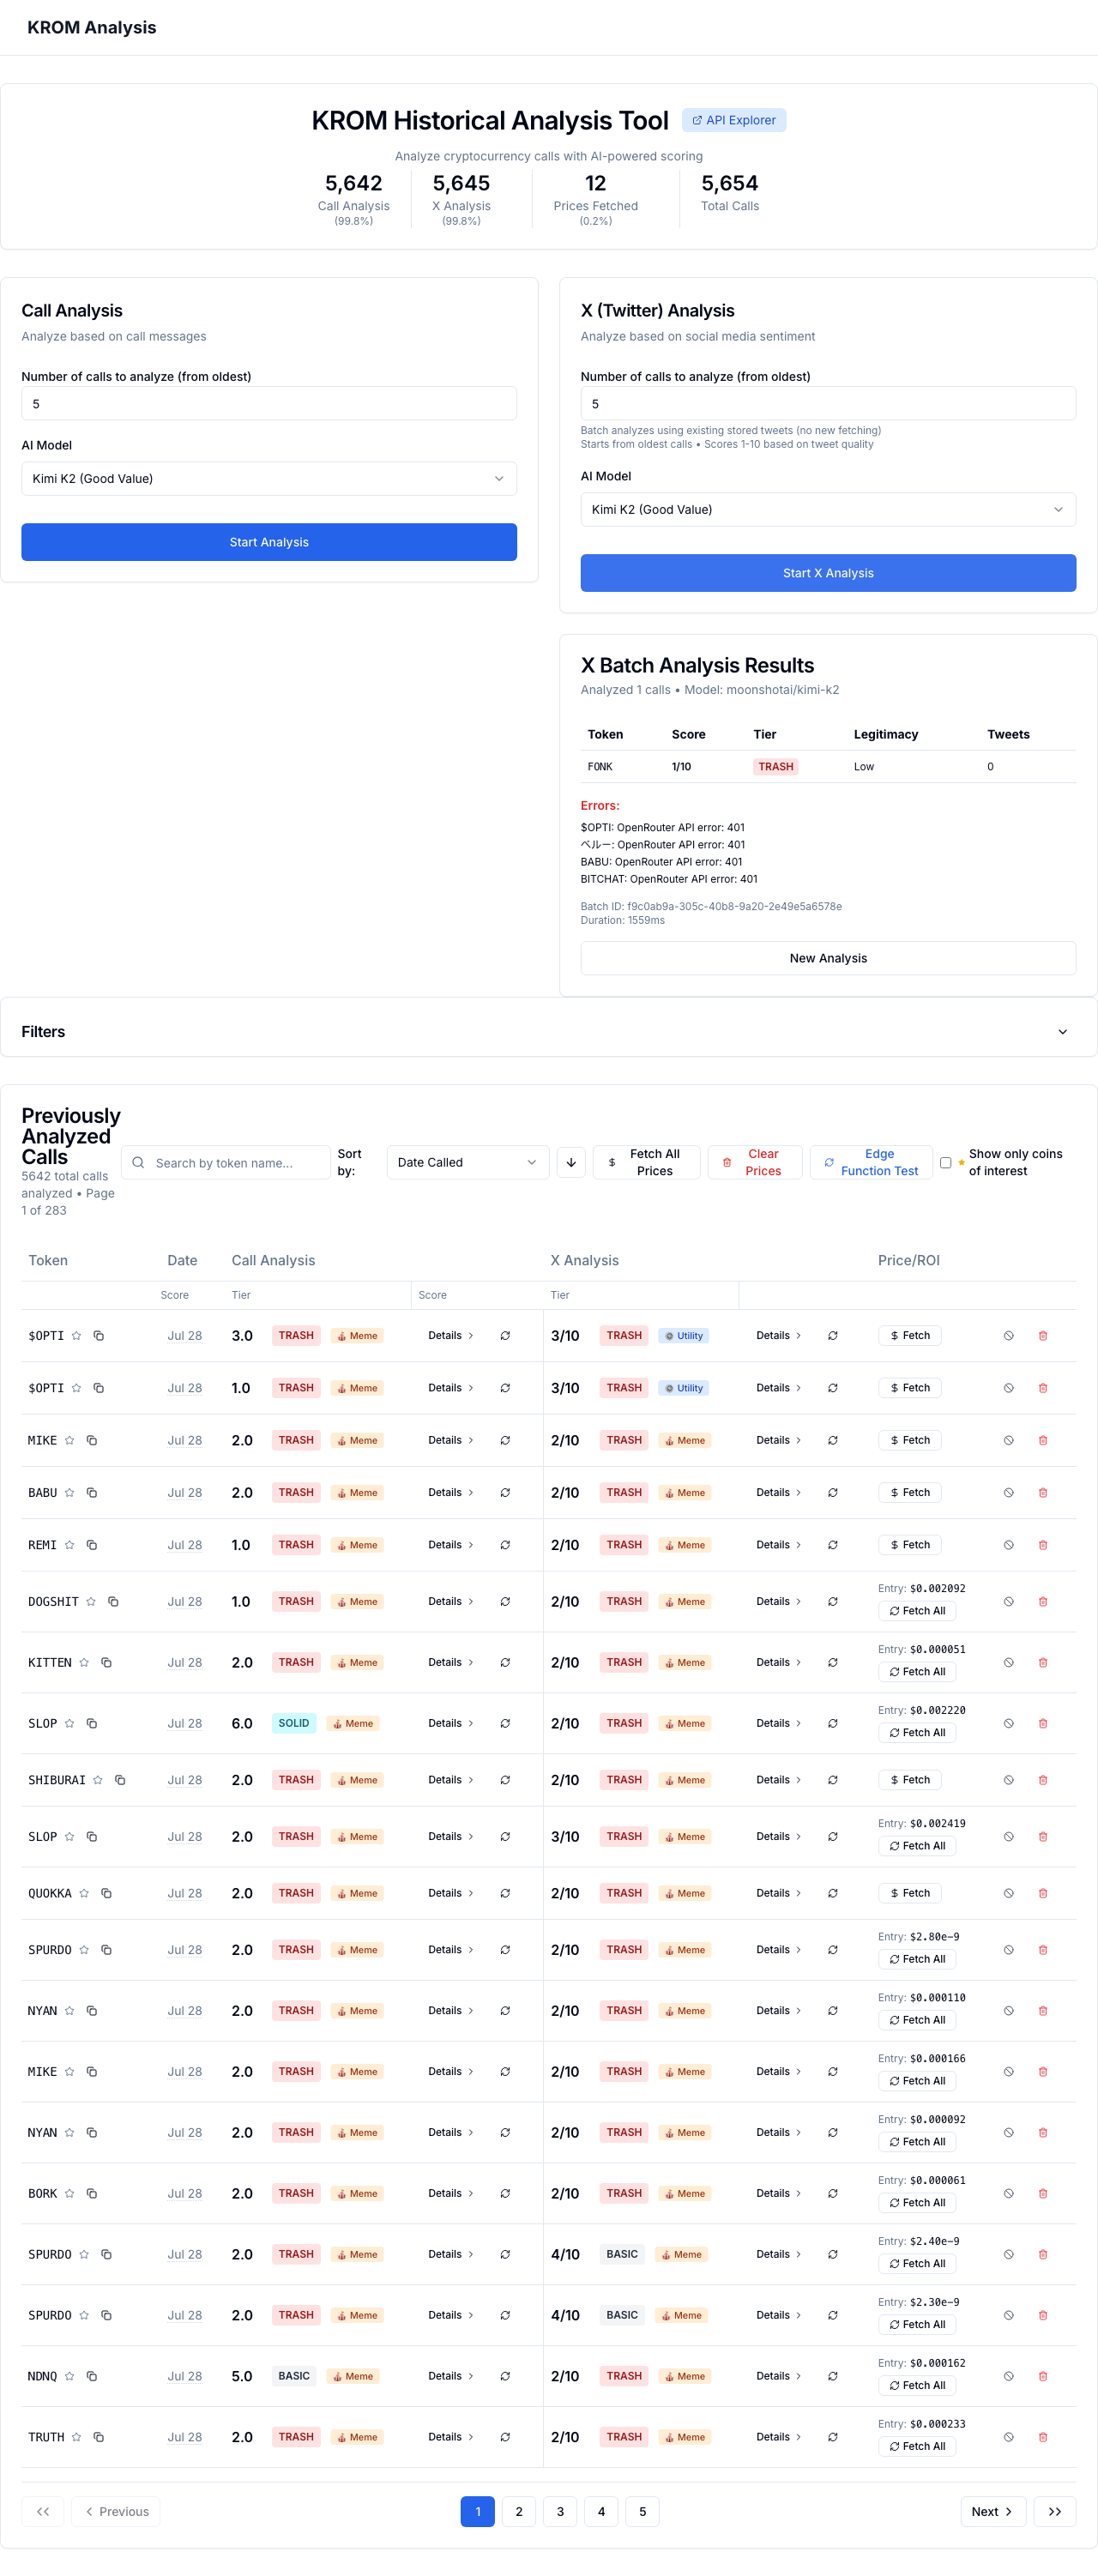 KROM Analysis
KROM Historical Analysis Tool
API Explorer
Analyze cryptocurrency calls with AI-powered scoring
5,642
Call Analysis
(99.8%)
5,645
X Analysis
(99.8%)
12
Prices Fetched
(0.2%)
5,654
Total Calls
Call Analysis
Analyze based on call messages
Number of calls to analyze (from oldest)
5
AI Model
Kimi K2 (Good Value)
Start Analysis
X (Twitter) Analysis
Analyze based on social media sentiment
Number of calls to analyze (from oldest)
5
Batch analyzes using existing stored tweets (no new fetching)
Starts from oldest calls • Scores 1-10 based on tweet quality
AI Model
Kimi K2 (Good Value)
Start X Analysis
X Batch Analysis Results
Analyzed 1 calls • Model: moonshotai/kimi-k2
Token Score Tier Legitimacy Tweets
FONK 1/10 TRASH Low 0
Errors:
$OPTI: OpenRouter API error: 401
ベルー: OpenRouter API error: 401
BABU: OpenRouter API error: 401
BITCHAT: OpenRouter API error: 401
Batch ID: f9c0ab9a-305c-40b8-9a20-2e49e5a6578e
Duration: 1559ms
New Analysis
Filters
Previously
Analyzed
Calls
5642 total calls
analyzed • Page
1 of 283
Search by token name...
Sort
by:
Date Called
Fetch All
Prices
Clear
Prices
Edge
Function Test
Show only coins
of interest
Token Date Call Analysis X Analysis Price/ROI
Score Tier Score Tier
$OPTI Jul 28 3.0 TRASH Meme Details 3/10 TRASH Utility Details Fetch
$OPTI Jul 28 1.0 TRASH Meme Details 3/10 TRASH Utility Details Fetch
MIKE Jul 28 2.0 TRASH Meme Details 2/10 TRASH Meme Details Fetch
BABU Jul 28 2.0 TRASH Meme Details 2/10 TRASH Meme Details Fetch
REMI Jul 28 1.0 TRASH Meme Details 2/10 TRASH Meme Details Fetch
DOGSHIT Jul 28 1.0 TRASH Meme Details 2/10 TRASH Meme Details Entry: $0.002092
Fetch All
KITTEN Jul 28 2.0 TRASH Meme Details 2/10 TRASH Meme Details Entry: $0.000051
Fetch All
SLOP Jul 28 6.0 SOLID Meme Details 2/10 TRASH Meme Details Entry: $0.002220
Fetch All
SHIBURAI Jul 28 2.0 TRASH Meme Details 2/10 TRASH Meme Details Fetch
SLOP Jul 28 2.0 TRASH Meme Details 3/10 TRASH Meme Details Entry: $0.002419
Fetch All
QUOKKA Jul 28 2.0 TRASH Meme Details 2/10 TRASH Meme Details Fetch
SPURDO Jul 28 2.0 TRASH Meme Details 2/10 TRASH Meme Details Entry: $2.80e-9
Fetch All
NYAN Jul 28 2.0 TRASH Meme Details 2/10 TRASH Meme Details Entry: $0.000110
Fetch All
MIKE Jul 28 2.0 TRASH Meme Details 2/10 TRASH Meme Details Entry: $0.000166
Fetch All
NYAN Jul 28 2.0 TRASH Meme Details 2/10 TRASH Meme Details Entry: $0.000092
Fetch All
BORK Jul 28 2.0 TRASH Meme Details 2/10 TRASH Meme Details Entry: $0.000061
Fetch All
SPURDO Jul 28 2.0 TRASH Meme Details 4/10 BASIC Meme Details Entry: $2.40e-9
Fetch All
SPURDO Jul 28 2.0 TRASH Meme Details 4/10 BASIC Meme Details Entry: $2.30e-9
Fetch All
NDNQ Jul 28 5.0 BASIC Meme Details 2/10 TRASH Meme Details Entry: $0.000162
Fetch All
TRUTH Jul 28 2.0 TRASH Meme Details 2/10 TRASH Meme Details Entry: $0.000233
Fetch All
Previous 1 2 3 4 5 Next